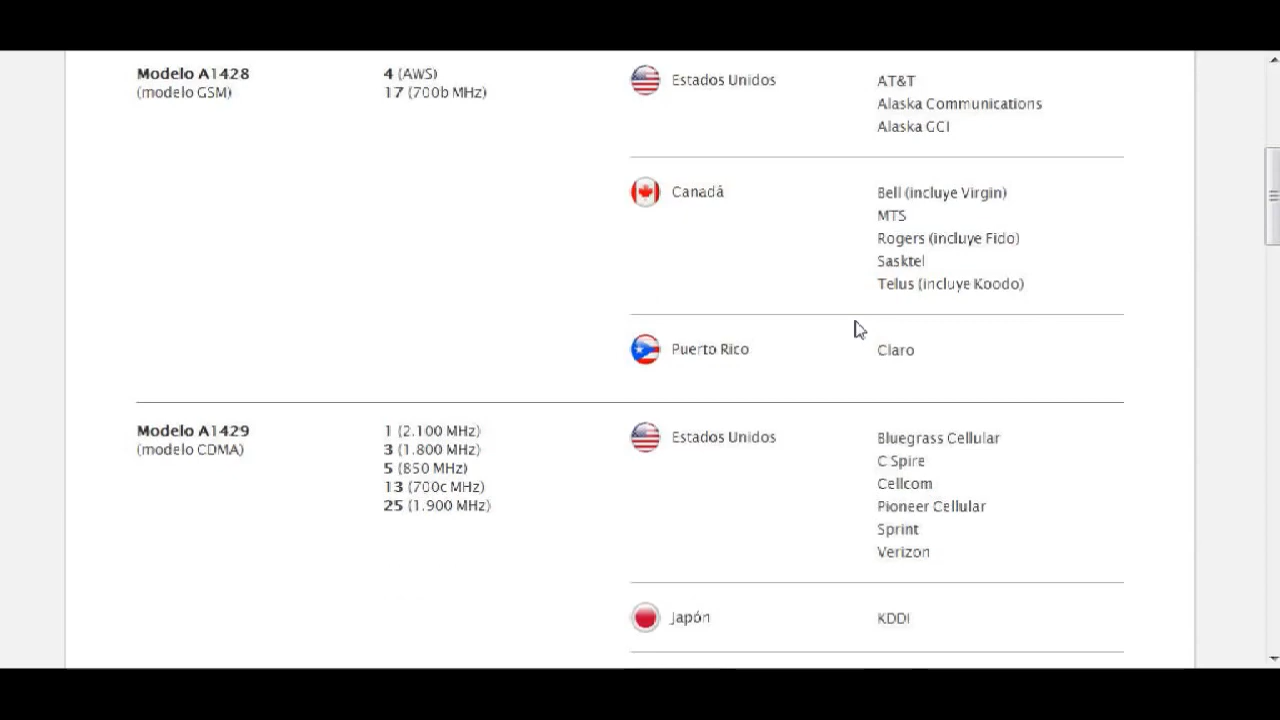 Modelo A1428
(modelo GSM)
4 (AWS)
17 (700b MHz)
Estados Unidos
AT&T
Alaska Communications
Alaska GCI
Canadá
Bell (incluye Virgin)
MTS
Rogers (incluye Fido)
Sasktel
Telus (incluye Koodo)
Puerto Rico
Claro
Modelo A1429
(modelo CDMA)
1 (2.100 MHz)
3 (1.800 MHz)
5 (850 MHz)
13 (700c MHz)
25 (1.900 MHz)
Estados Unidos
Bluegrass Cellular
C Spire
Cellcom
Pioneer Cellular
Sprint
Verizon
Japón
KDDI